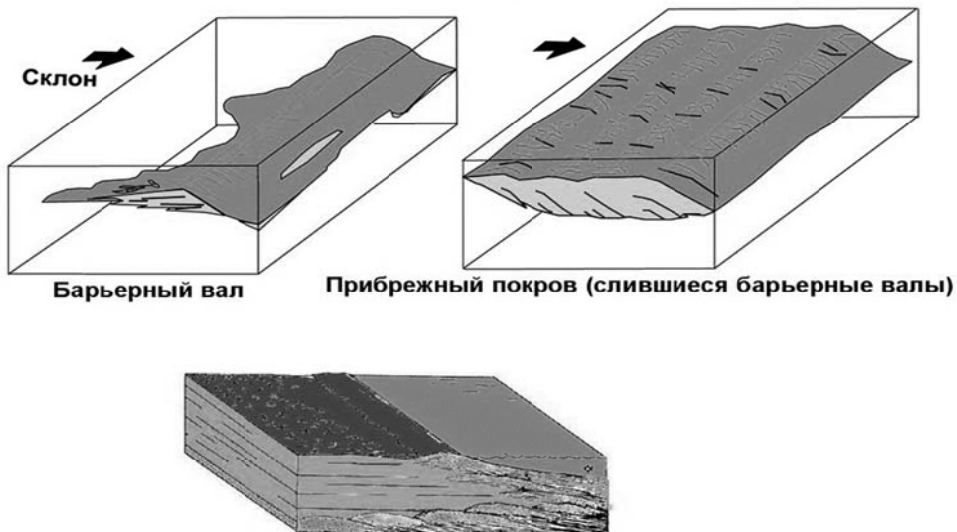 Склон
Барьерный вал
Прибрежный покров (слившиеся барьерные валы)